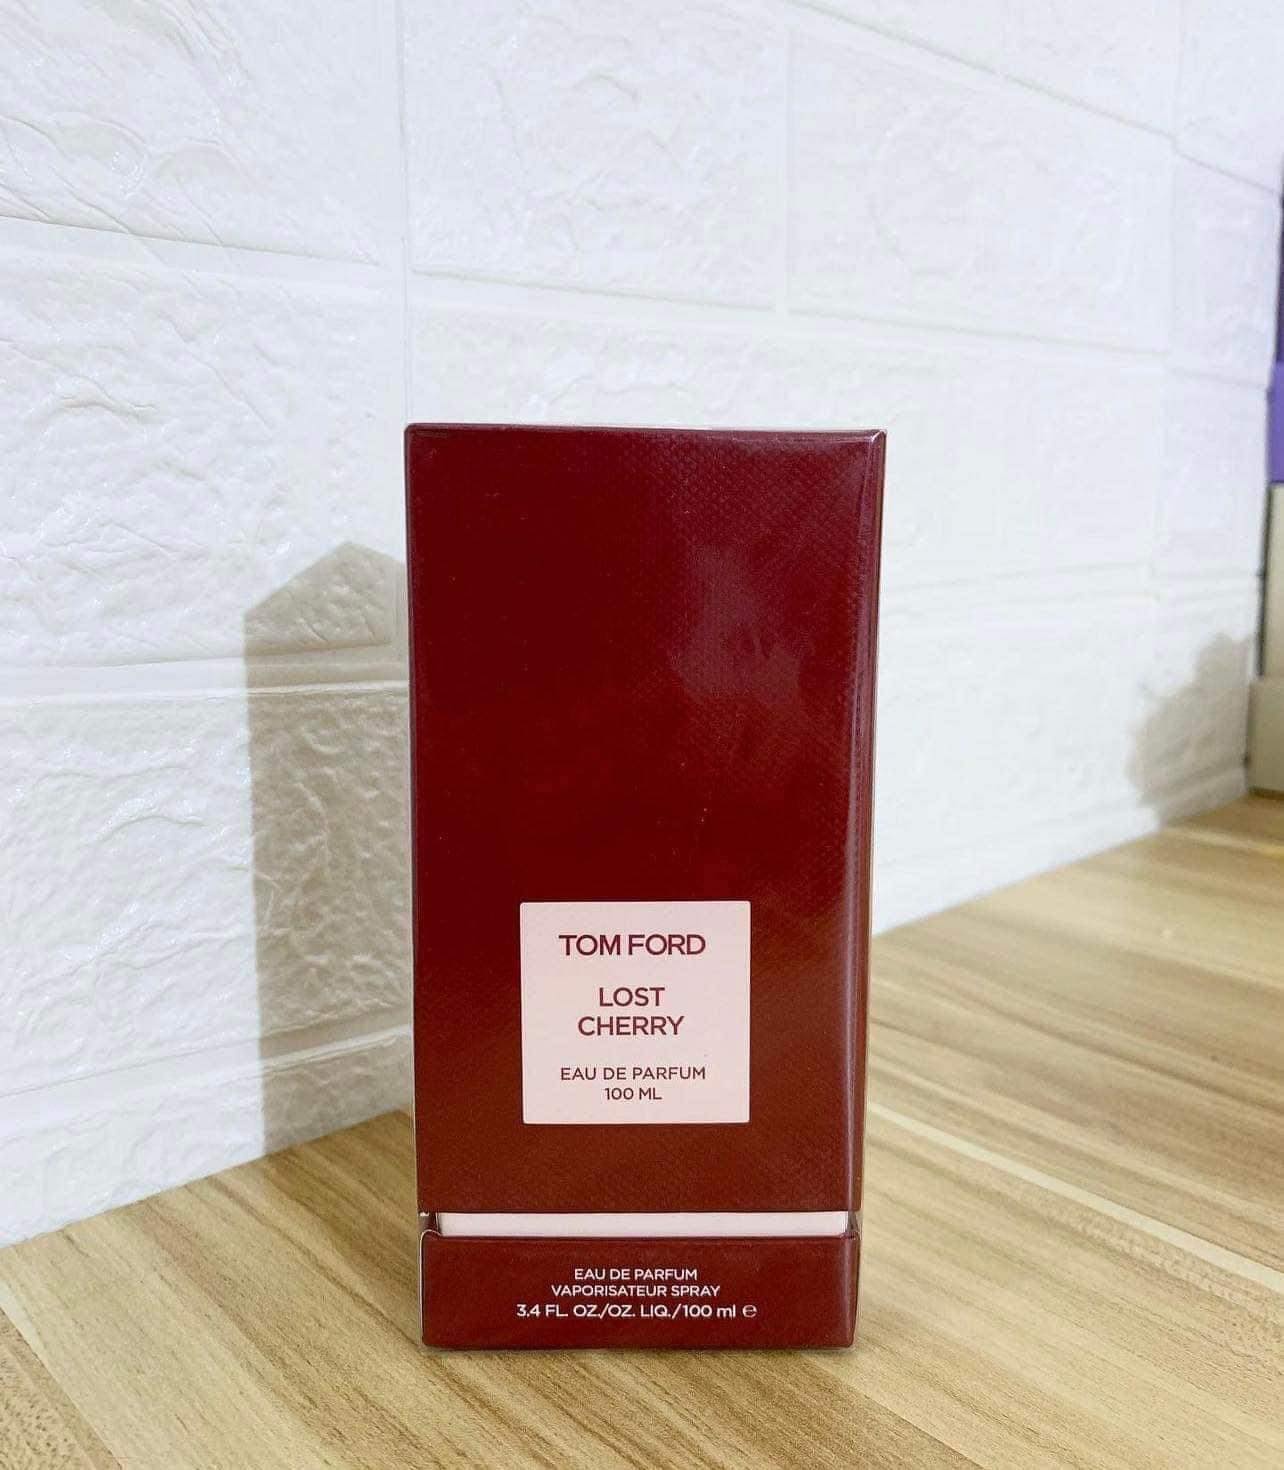 TOM FORD
LOST
CHERRY
EAU DE PARFUM
100 ML
EAU DE PARFUM
VAPORISATEUR SPRAY
3.4 FL. OZ./OZ. LIQ./100 ml ℮